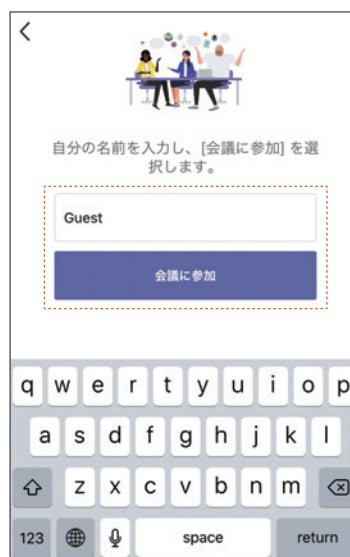 自分の名前を入力し、[会議に参加] を選
択します。
Guest
会議に参加
q w e r t y u i o p
a s d f g h j k l
z x c v b n m
123 space return